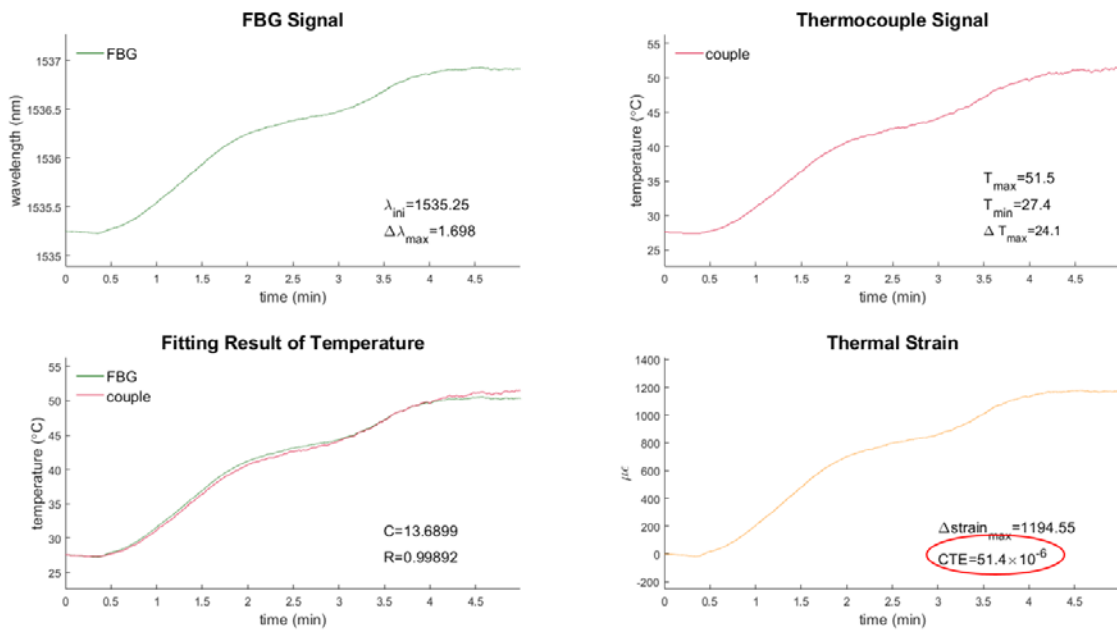 FBG Signal
FBG
wavelength (nm)
1537
1536.5
1536
1535.5
1535
λini=1535.25
Δλmax=1.698
0 0.5 1 1.5 2 2.5 3 3.5 4 4.5
time (min)
Thermocouple Signal
couple
temperature (°C)
55
50
45
40
35
30
25
Tmax=51.5
Tmin=27.4
Δ Tmax=24.1
0 0.5 1 1.5 2 2.5 3 3.5 4 4.5
time (min)
Fitting Result of Temperature
FBG
couple
temperature (°C)
55
50
45
40
35
30
25
C=13.6899
R=0.99892
0 0.5 1 1.5 2 2.5 3 3.5 4 4.5
time (min)
Thermal Strain
με
1400
1200
1000
800
600
400
200
0
-200
Δstrainmax=1194.55
CTE=51.4×10-6
0 0.5 1 1.5 2 2.5 3 3.5 4 4.5
time (min)